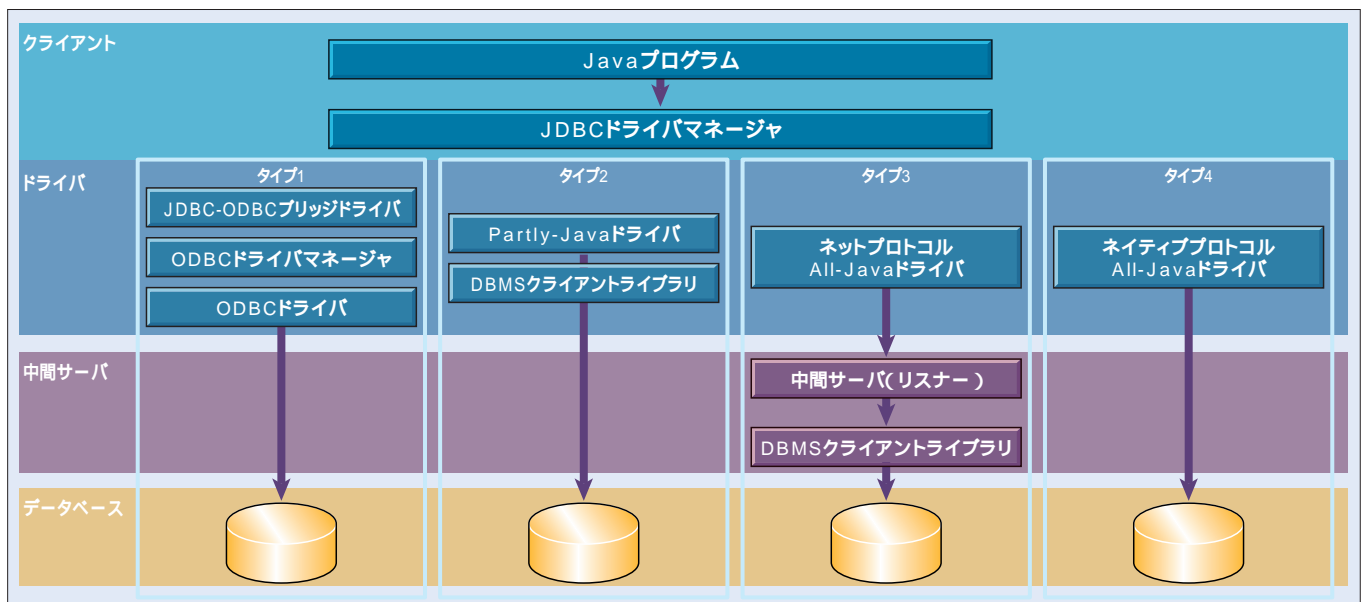 クライアント
Javaプログラム
JDBCドライバマネージャ
ドライバ
タイプ1
JDBC-ODBCブリッジドライバ
ODBCドライバマネージャ
ODBCドライバ
タイプ2
Partly-Javaドライバ
DBMSクライアントライブラリ
タイプ3
ネットプロトコル
All-Javaドライバ
タイプ4
ネイティブプロトコル
All-Javaドライバ
中間サーバ
中間サーバ(リスナー)
DBMSクライアントライブラリ
データベース